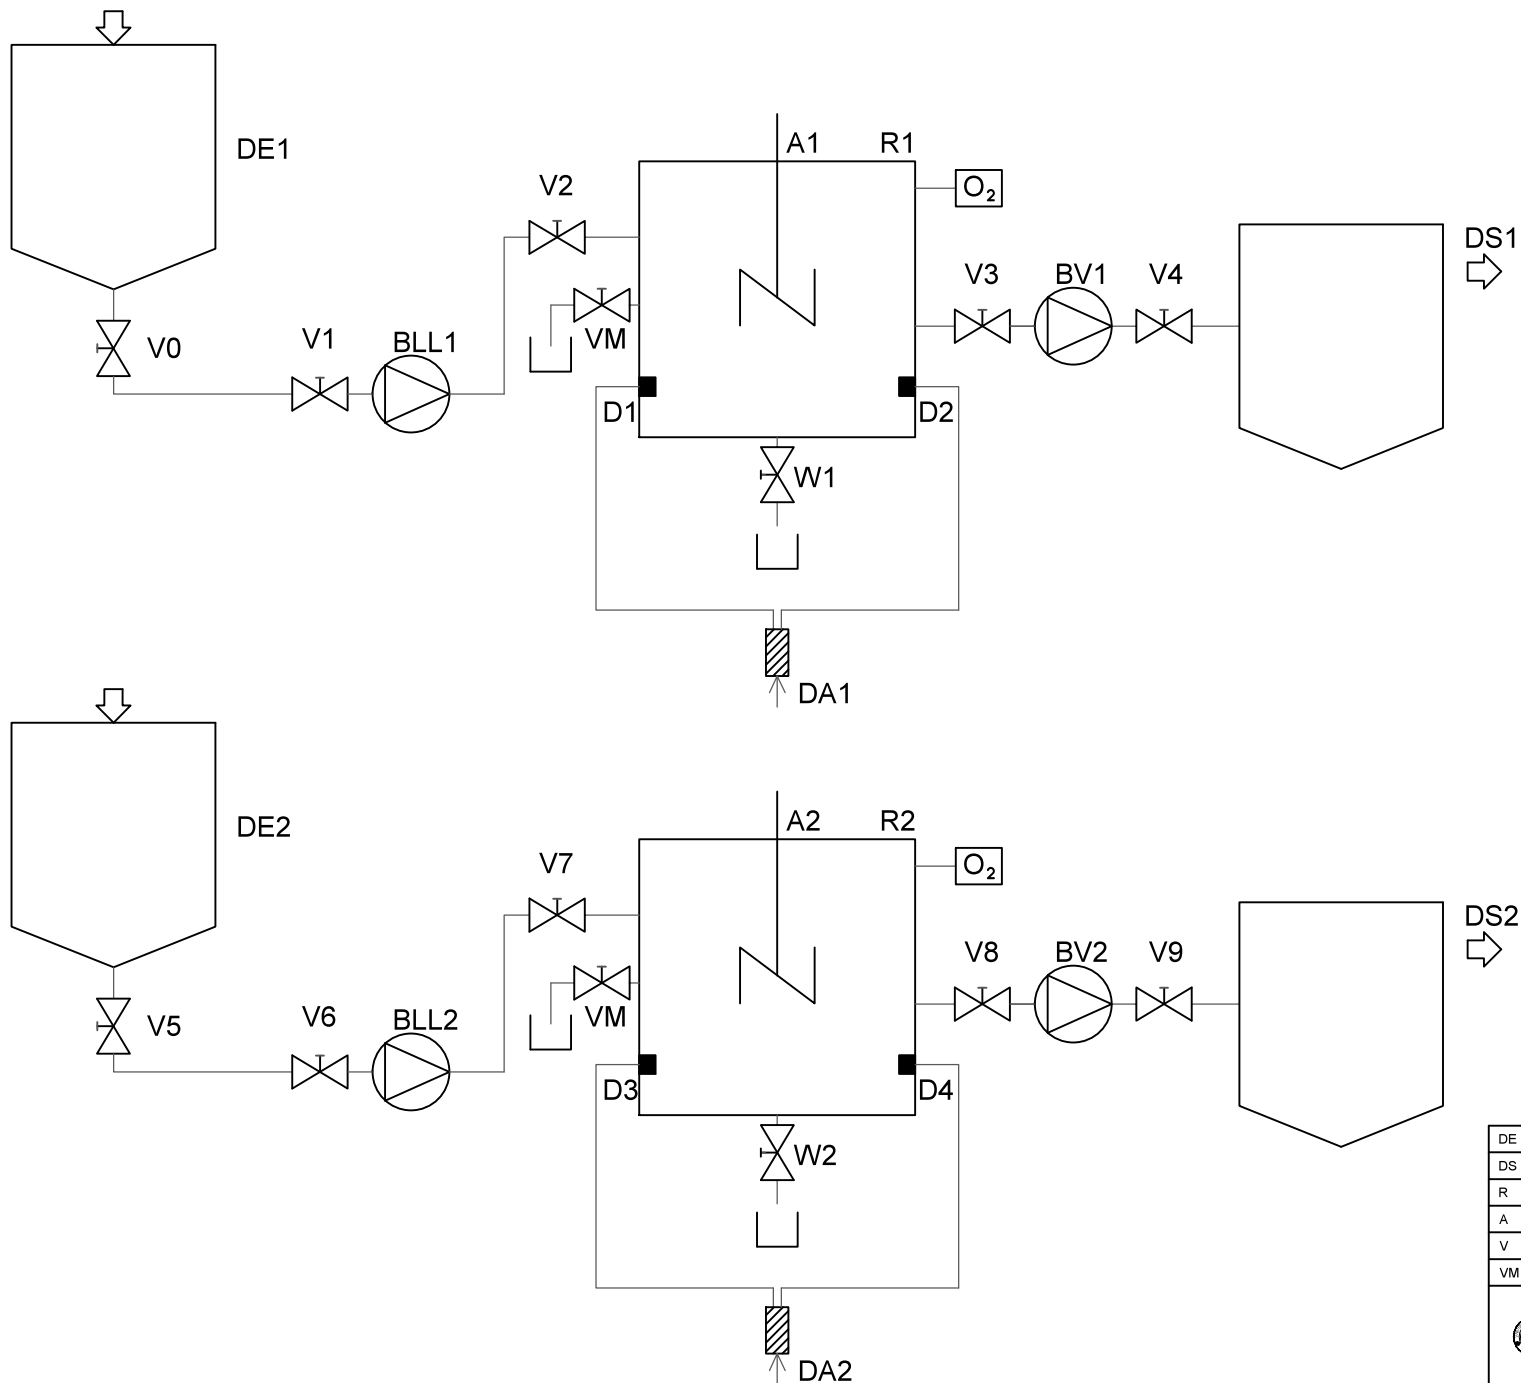 DE1
A1
R1
O₂
V2
DS1
V3
BV1
V4
V0
V1
BLL1
VM
D1
D2
W1
DA1
DE2
A2
R2
O₂
V7
DS2
V8
BV2
V9
V5
V6
BLL2
VM
D3
D4
W2
DA2
DE
DS
R
A
V
VM